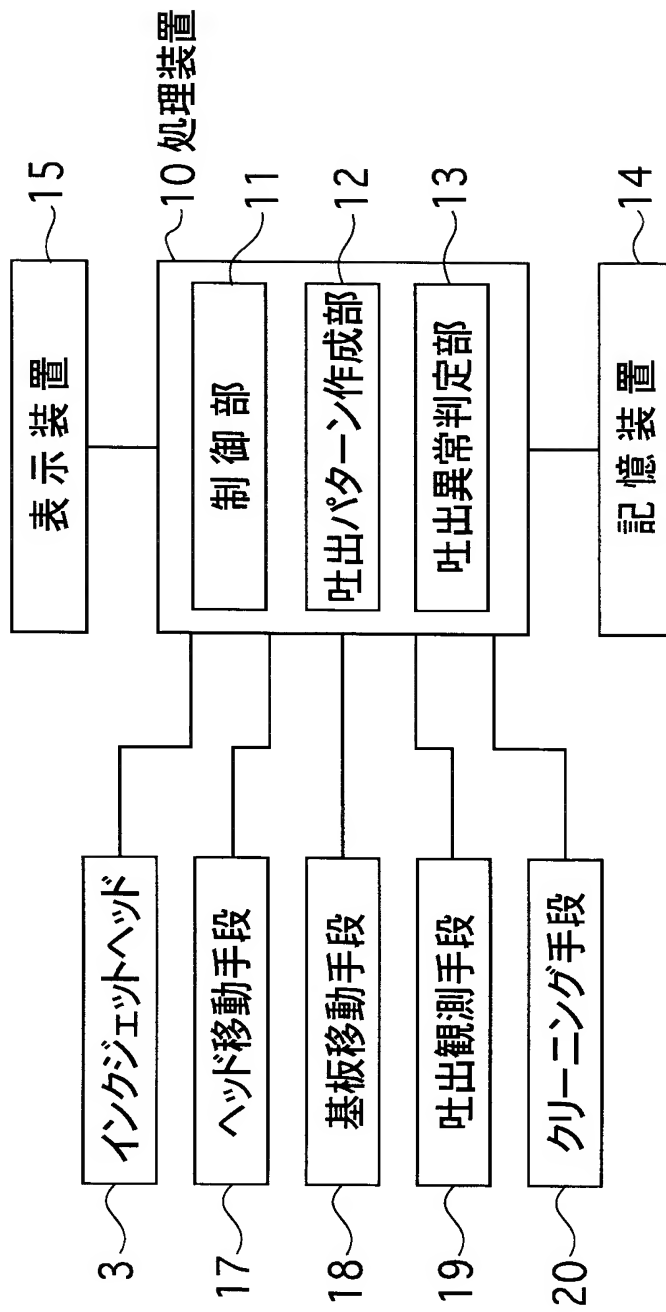 15
表示装置
10 処理装置
制御部
11
吐出パターン作成部
12
吐出異常判定部
13
記憶装置
14
3
インクジェットヘッド
17
ヘッド移動手段
18
基板移動手段
19
吐出観測手段
20
クリーニング手段